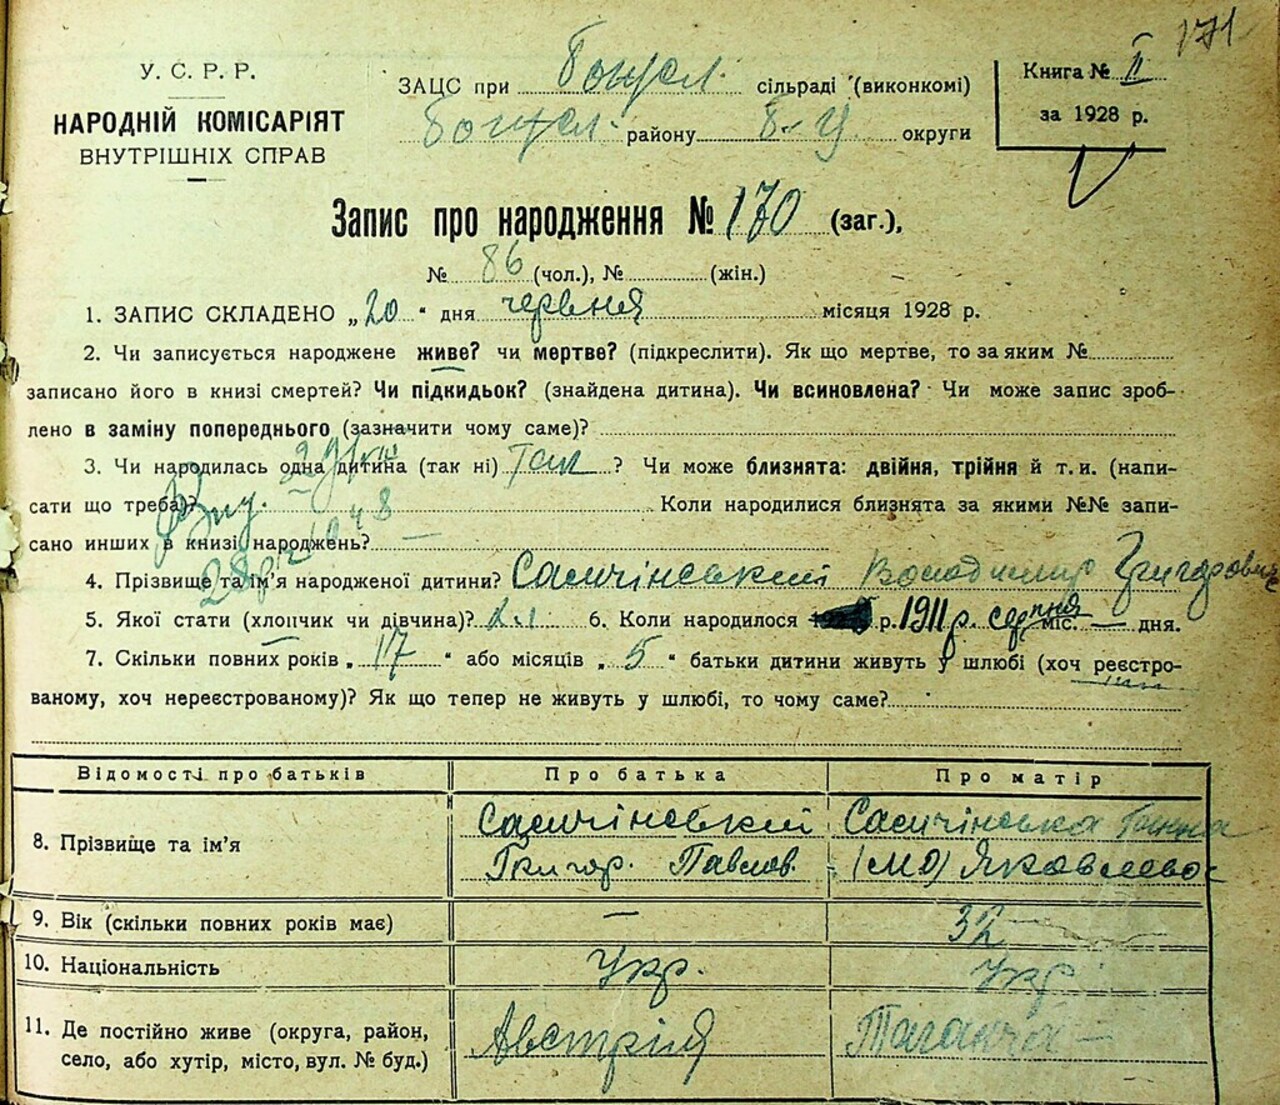 171
У. С. Р. Р.
НАРОДНІЙ КОМІСАРІЯТ
ВНУТРІШНІХ СПРАВ
ЗАЦС при Богусл. сільраді (виконкомі)
Богусл. району Б-Ц округи
Книга № II
за 1928 р.
Запис про народження № 170 (заг.),
№ 86 (чол.), № (жін.)
1. ЗАПИС СКЛАДЕНО „20" дня червня місяця 1928 р.
2. Чи записується народжене живе? чи мертве? (підкреслити). Як що мертве, то за яким №
записано його в книзі смертей? Чи підкидьок? (знайдена дитина). Чи всиновлена? Чи може запис зроб-
лено в заміну попереднього (зазначити чому саме)?
3. Чи народилась одна дитина (так ні) так ? Чи може близнята: двійня, трійня й т. и. (напи-
сати що треба)? Коли народилися близнята за якими №№ запи-
сано инших в книзі народжень? —
4. Прізвище та ім'я народженої дитини? Сасичінський Володимир Григорович
5. Якої стати (хлопчик чи дівчина)? 6. Коли народилося р. 1911 р. серпня міс. — дня.
7. Скільки повних років „17" або місяців „5" батьки дитини живуть у шлюбі (хоч реєстро-
ваному, хоч нереєстрованому)? Як що тепер не живуть у шлюбі, то чому саме?
Відомості про батьків Про батька Про матір
8. Прізвище та ім'я Сасичінський Григор. Павлов. Сасичінська Ганна Яковлево
9. Вік (скільки повних років має) — 32
10. Національність Укр. Укр
11. Де постійно живе (округа, район, Австрія Таганча —
село, або хутір, місто, вул. № буд.)